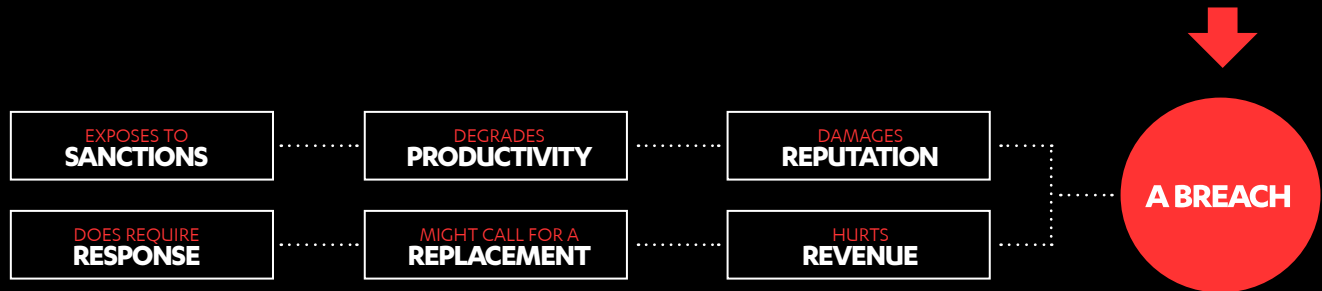 EXPOSES TO
SANCTIONS
DEGRADES
PRODUCTIVITY
DAMAGES
REPUTATION
A BREACH
DOES REQUIRE
RESPONSE
MIGHT CALL FOR A
REPLACEMENT
HURTS
REVENUE